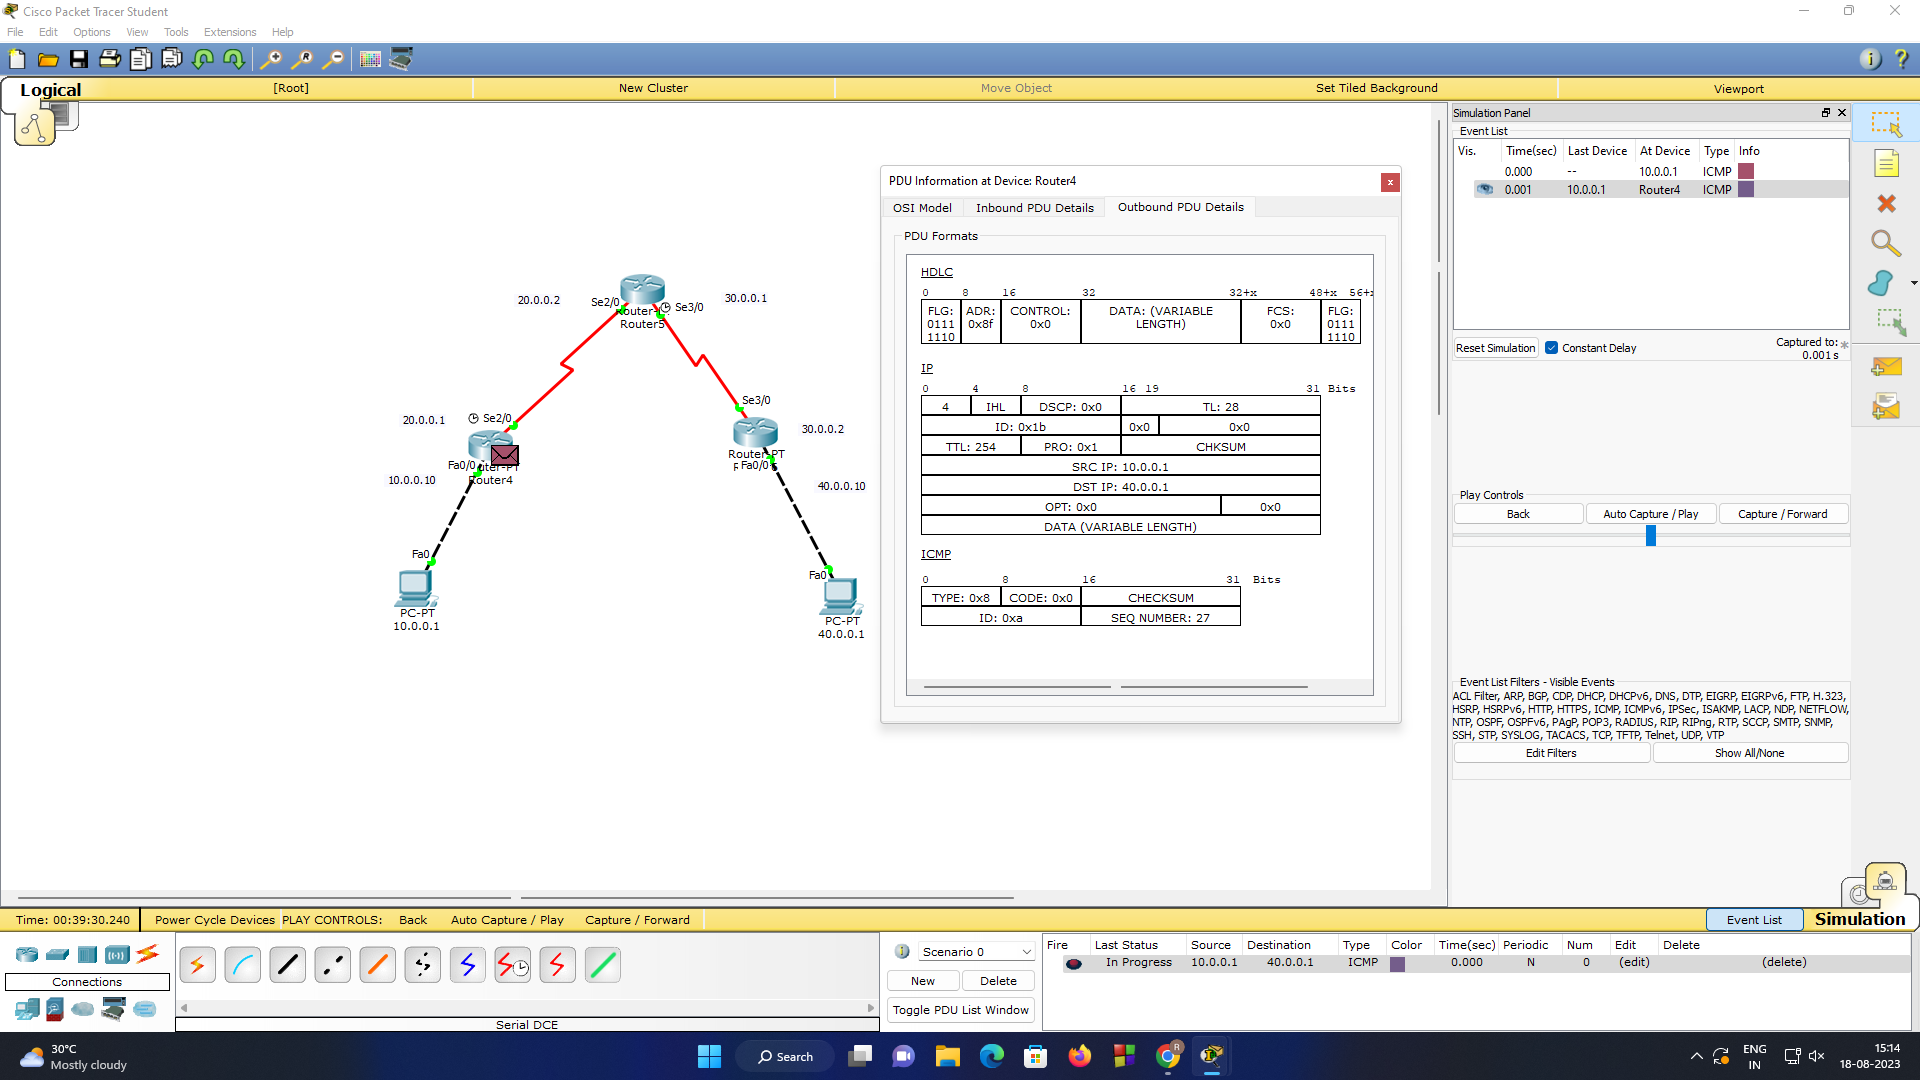 Cisco Packet Tracer Student
File Edit Options View Tools Extensions Help
Logical [Root] New Cluster Move Object Set Tiled Background Viewport
20.0.0.2
Se2/0
Se3/0
30.0.0.1
Router5
20.0.0.1
Se2/0
Fa0/0
Router4
10.0.0.10
Se3/0
30.0.0.2
Router-PT
Fa0/0
40.0.0.10
Fa0
PC-PT
10.0.0.1
Fa0
PC-PT
40.0.0.1
PDU Information at Device: Router4
OSI Model Inbound PDU Details Outbound PDU Details
PDU Formats
HDLC
0 8 16 32 32+x 48+x 56+x
FLG: 0111 1110 ADR: 0x8f CONTROL: 0x0 DATA: (VARIABLE LENGTH) FCS: 0x0 FLG: 0111 1110
IP
0 4 8 16 19 31 Bits
4 IHL DSCP: 0x0 TL: 28
ID: 0x1b 0x0 0x0
TTL: 254 PRO: 0x1 CHKSUM
SRC IP: 10.0.0.1
DST IP: 40.0.0.1
OPT: 0x0 0x0
DATA (VARIABLE LENGTH)
ICMP
0 8 16 31 Bits
TYPE: 0x8 CODE: 0x0 CHECKSUM
ID: 0xa SEQ NUMBER: 27
Simulation Panel
Event List
Vis. Time(sec) Last Device At Device Type Info
0.000 -- 10.0.0.1 ICMP
0.001 10.0.0.1 Router4 ICMP
Reset Simulation Constant Delay Captured to: *
0.001 s
Play Controls
Back Auto Capture / Play Capture / Forward
Event List Filters - Visible Events
ACL Filter, ARP, BGP, CDP, DHCP, DHCPv6, DNS, DTP, EIGRP, EIGRPv6, FTP, H.323,
HSRP, HSRPv6, HTTP, HTTPS, ICMP, ICMPv6, IPSec, ISAKMP, LACP, NDP, NETFLOW,
NTP, OSPF, OSPFv6, PAgP, POP3, RADIUS, RIP, RIPng, RTP, SCCP, SMTP, SNMP,
SSH, STP, SYSLOG, TACACS, TCP, TFTP, Telnet, UDP, VTP
Edit Filters Show All/None
Time: 00:39:30.240 Power Cycle Devices PLAY CONTROLS: Back Auto Capture / Play Capture / Forward Event List Simulation
Connections
Serial DCE
Scenario 0
New Delete
Toggle PDU List Window
Fire Last Status Source Destination Type Color Time(sec) Periodic Num Edit Delete
In Progress 10.0.0.1 40.0.0.1 ICMP 0.000 N 0 (edit) (delete)
30°C
Mostly cloudy
Search
R
ENG
IN
15:14
18-08-2023